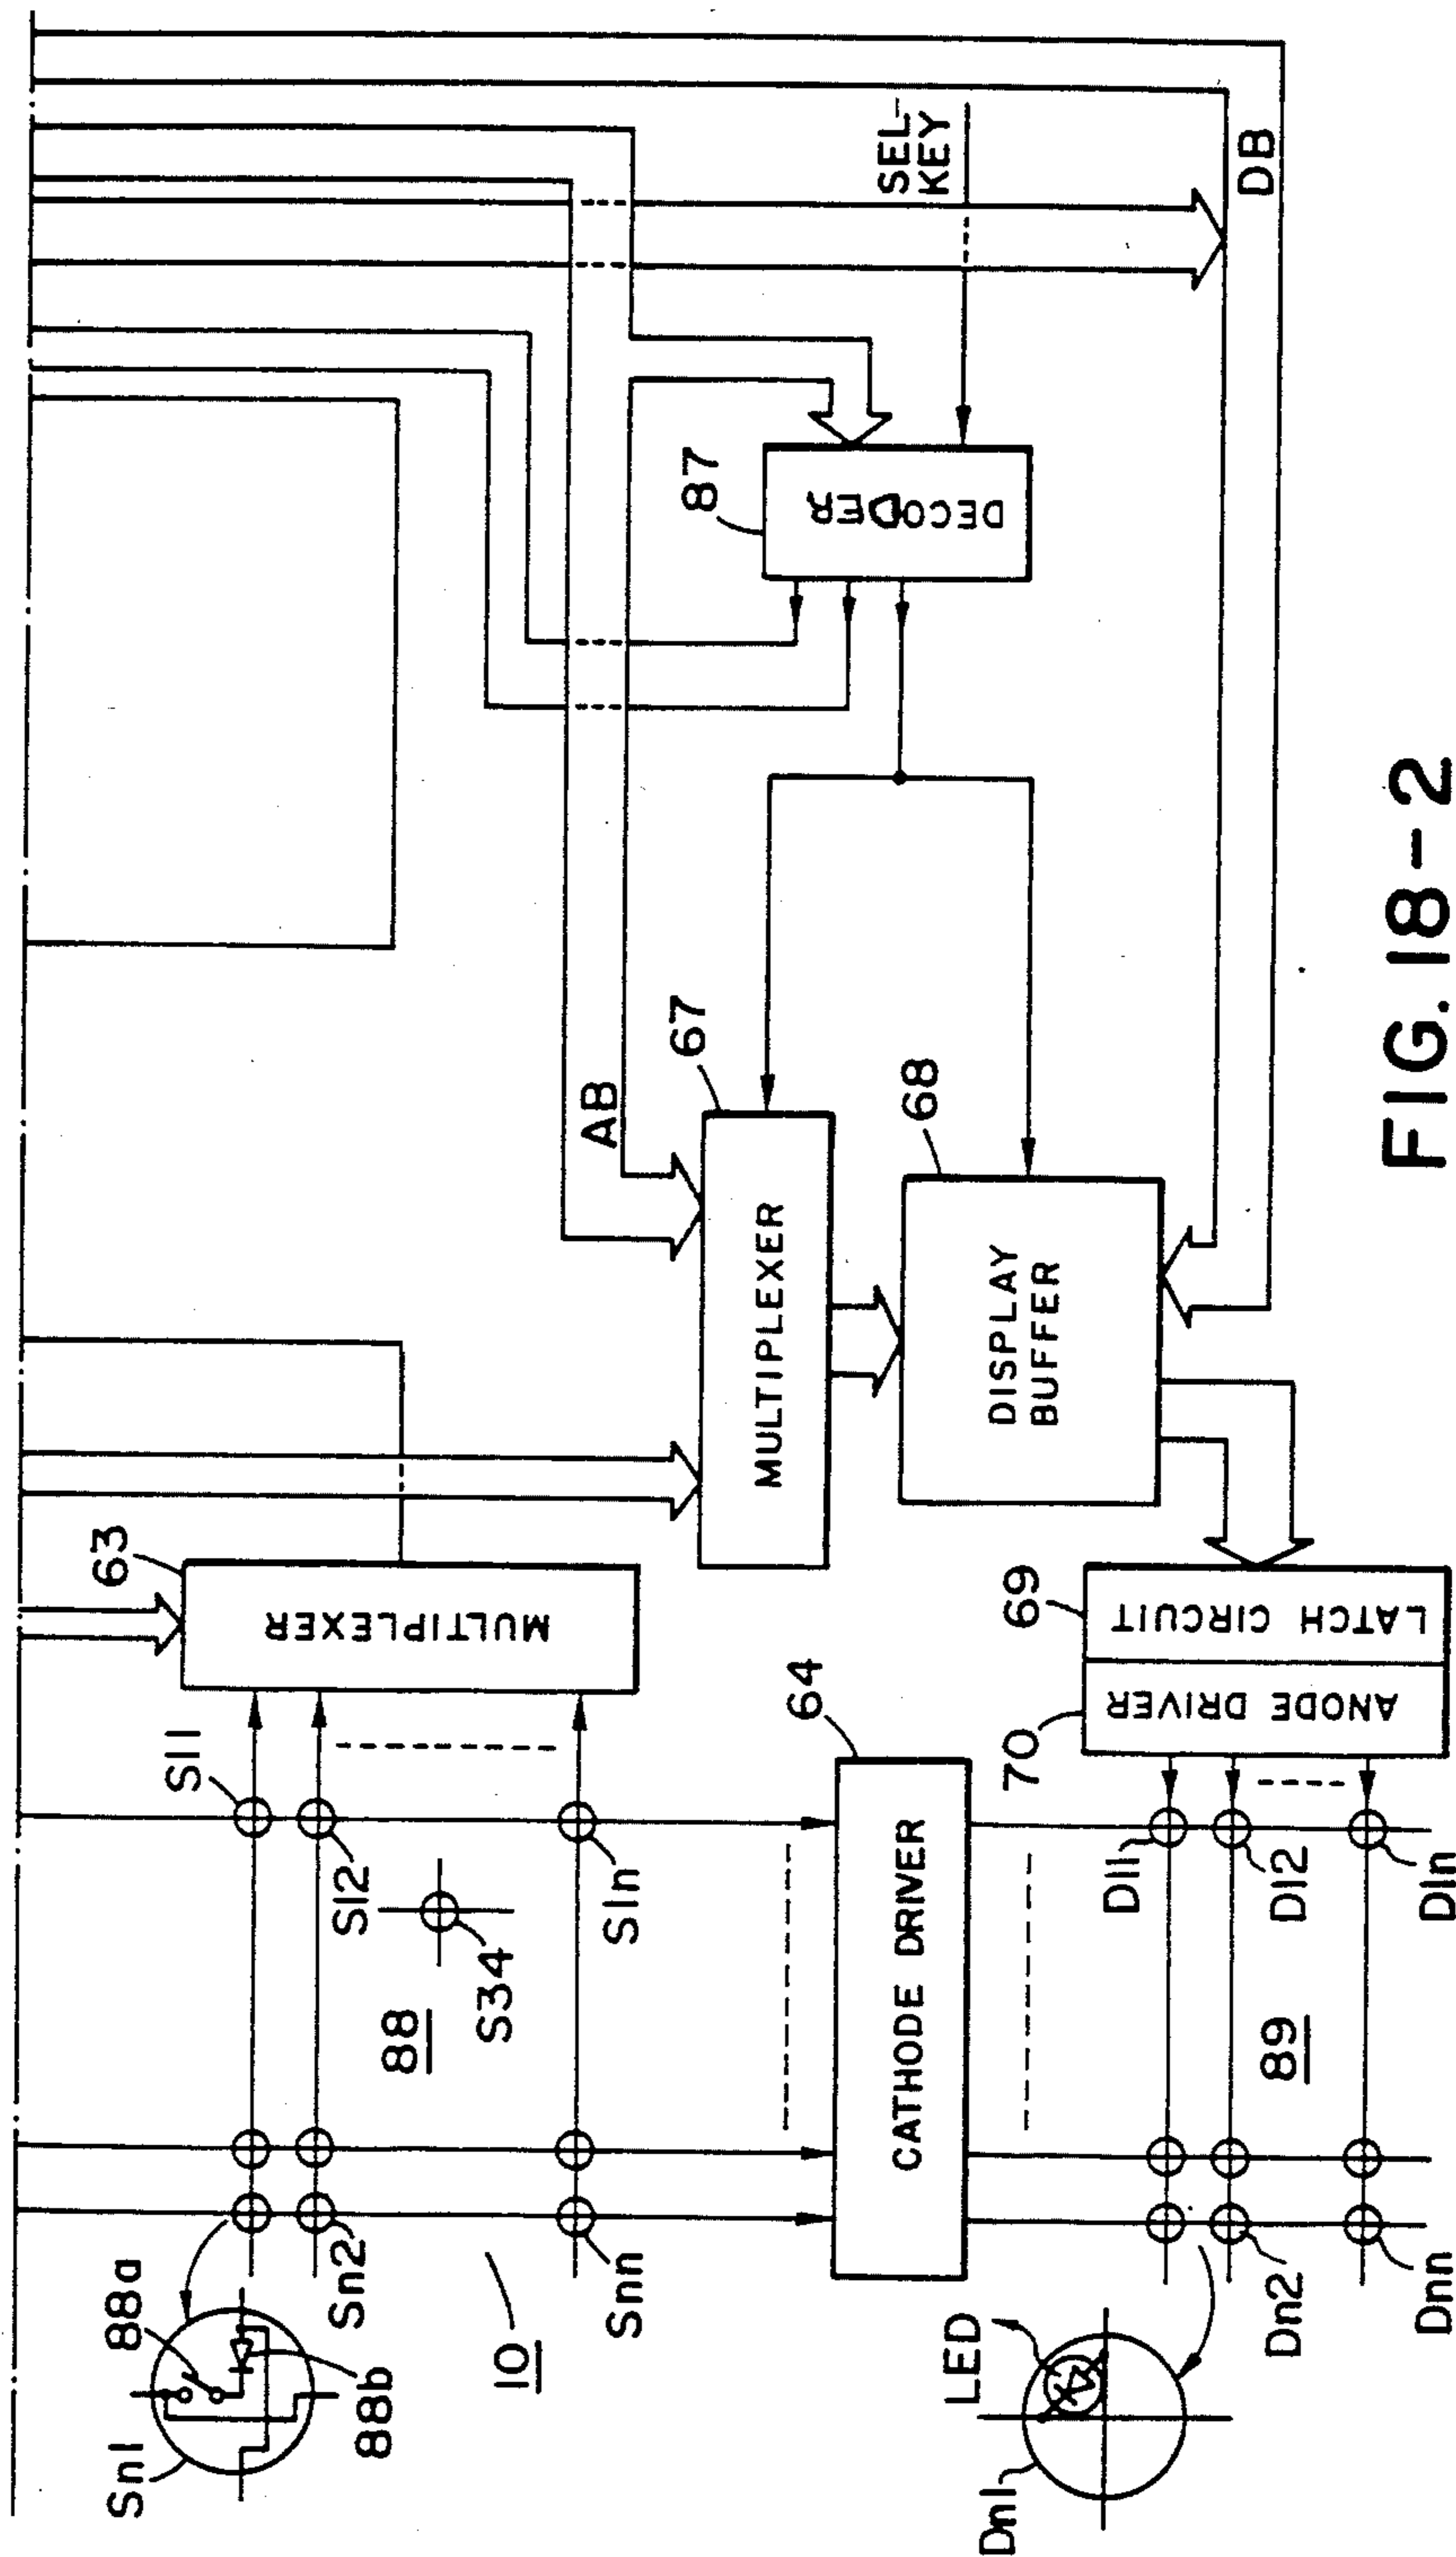 SEL-
KEY
DB
87
DECODER
AB
67
MULTIPLEXER
68
DISPLAY
BUFFER
63
MULTIPLEXER
S11
S12
S1n
S34
88
64
CATHODE DRIVER
69
LATCH CIRCUIT
70
ANODE DRIVER
D11
D12
D1n
89
Sn2
Snn
10
88a
88b
Sn1
LED
Dn1
Dn2
Dnn
FIG. 18-2